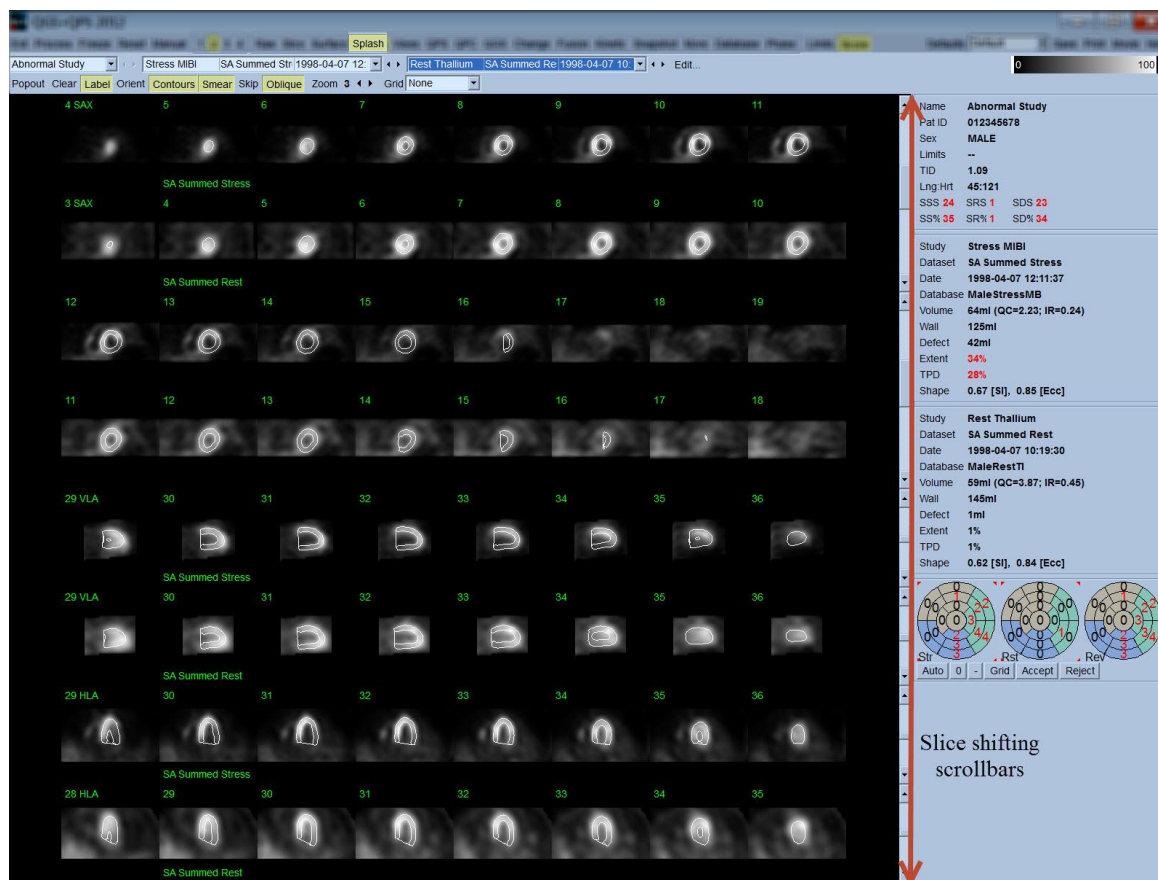 QGS+QPS 2012
Splash
Abnormal Study Stress MIBI SA Summed Str 1998-04-07 12: Rest Thallium SA Summed Re 1998-04-07 10: Edit...
0 100
Popout Clear Label Orient Contours Smear Skip Oblique Zoom 3 Grid None
4 SAX 5 6 7 8 9 10 11
SA Summed Stress
3 SAX 4 5 6 7 8 9 10
SA Summed Rest
12 13 14 15 16 17 18 19
11 12 13 14 15 16 17 18
29 VLA 30 31 32 33 34 35 36
SA Summed Stress
29 VLA 30 31 32 33 34 35 36
SA Summed Rest
29 HLA 30 31 32 33 34 35 36
SA Summed Stress
28 HLA 29 30 31 32 33 34 35
SA Summed Rest
Name Abnormal Study
Pat ID 012345678
Sex MALE
Limits --
TID 1.09
Lng:Hrt 45:121
SSS 24 SRS 1 SDS 23
SS% 35 SR% 1 SD% 34
Study Stress MIBI
Dataset SA Summed Stress
Date 1998-04-07 12:11:37
Database MaleStressMB
Volume 64ml (QC=2.23; IR=0.24)
Wall 125ml
Defect 42ml
Extent 34%
TPD 28%
Shape 0.67 [SI], 0.85 [Ecc]
Study Rest Thallium
Dataset SA Summed Rest
Date 1998-04-07 10:19:30
Database MaleRestTl
Volume 59ml (QC=3.87; IR=0.45)
Wall 145ml
Defect 1ml
Extent 1%
TPD 1%
Shape 0.62 [SI], 0.84 [Ecc]
Str Rst Rev
Auto 0 - Grid Accept Reject
Slice shifting
scrollbars